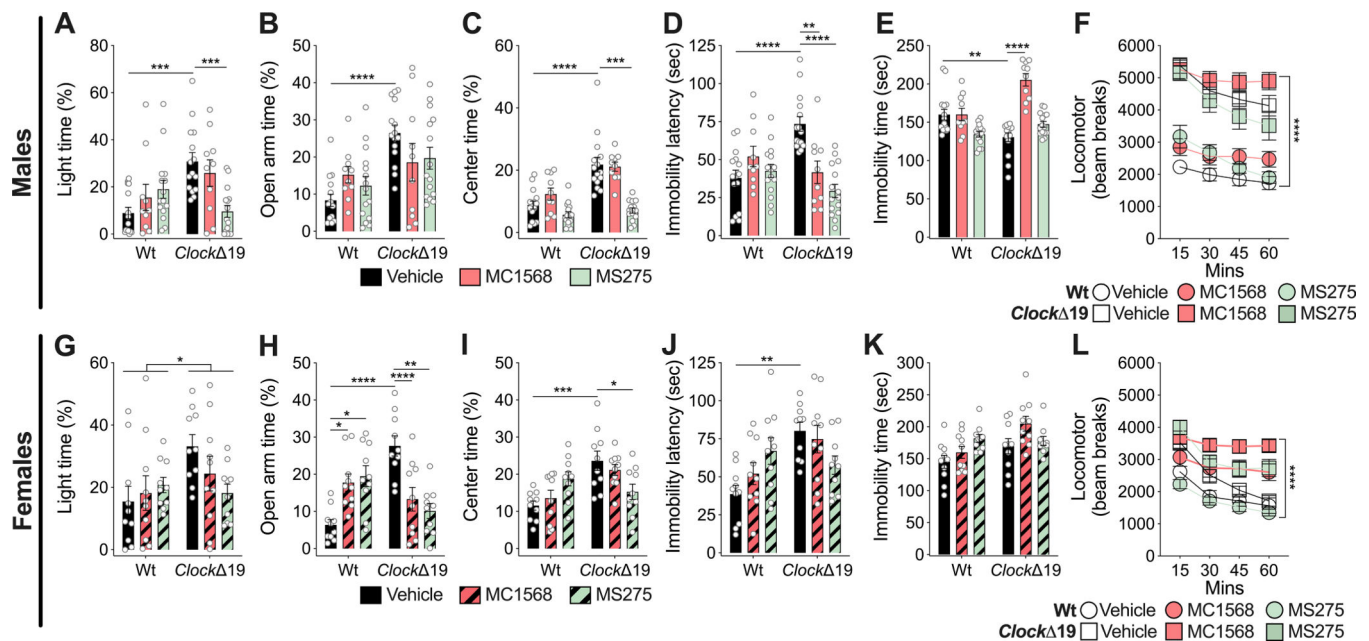 Males
A
Light time (%)
80
60
40
20
0
***
***
Wt
ClockΔ19
B
Open arm time (%)
50
40
30
20
10
0
****
Wt
ClockΔ19
C
Center time (%)
60
40
20
0
****
***
Wt
ClockΔ19
D
Immobility latency (sec)
125
100
75
50
25
0
****
**
****
Wt
ClockΔ19
E
Immobility time (sec)
250
200
150
100
50
0
**
****
Wt
ClockΔ19
F
Locomotor
(beam breaks)
6000
5000
4000
3000
2000
1000
0
****
15 30 45 60
Mins
Vehicle MC1568 MS275
Wt Vehicle MC1568 MS275
ClockΔ19 Vehicle MC1568 MS275
Females
G
Light time (%)
60
40
20
0
*
Wt
ClockΔ19
H
Open arm time (%)
50
40
30
20
10
0
*
*
****
****
**
Wt
ClockΔ19
I
Center time (%)
50
40
30
20
10
0
***
*
Wt
ClockΔ19
J
Immobility latency (sec)
125
100
75
50
25
0
**
Wt
ClockΔ19
K
Immobility time (sec)
300
250
200
150
100
50
0
Wt
ClockΔ19
L
Locomotor
(beam breaks)
6000
5000
4000
3000
2000
1000
0
****
15 30 45 60
Mins
Vehicle MC1568 MS275
Wt Vehicle MC1568 MS275
ClockΔ19 Vehicle MC1568 MS275